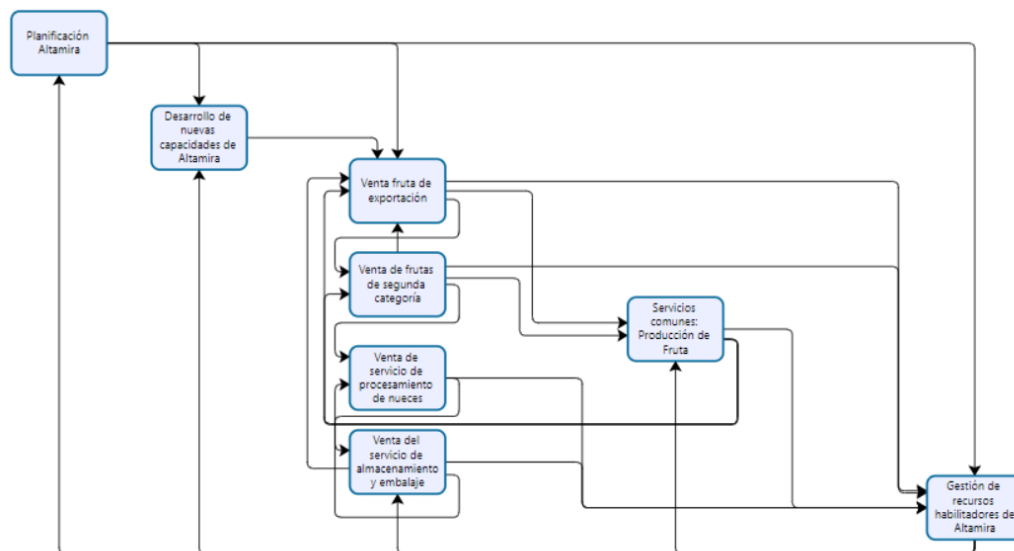 Planificación
Altamira
Desarrollo de
nuevas
capacidades de
Altamira
Venta fruta de
exportación
Venta de frutas
de segunda
categoría
Servicios
comunes:
Producción de
Fruta
Venta de
servicio de
procesamiento
de nueces
Venta del
servicio de
almacenamiento
y embalaje
Gestión de
recursos
habilitadores de
Altamira